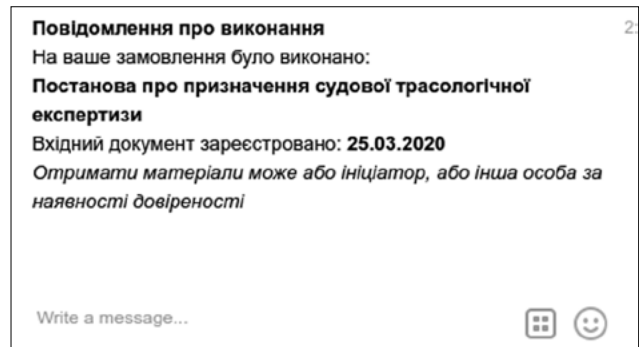 Повідомлення про виконання
2:
На ваше замовлення було виконано:
Постанова про призначення судової трасологічної
експертизи
Вхідний документ зареєстровано: 25.03.2020
Отримати матеріали може або ініціатор, або інша особа за
наявності довіреності
Write a message...